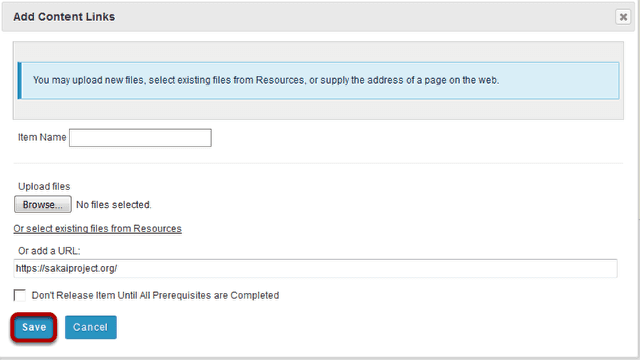 Add Content Links
You may upload new files, select existing files from Resources, or supply the address of a page on the web.
Item Name
Upload files
Browse... No files selected.
Or select existing files from Resources
Or add a URL:
https://sakaiproject.org/
Don't Release Item Until All Prerequisites are Completed
Save Cancel